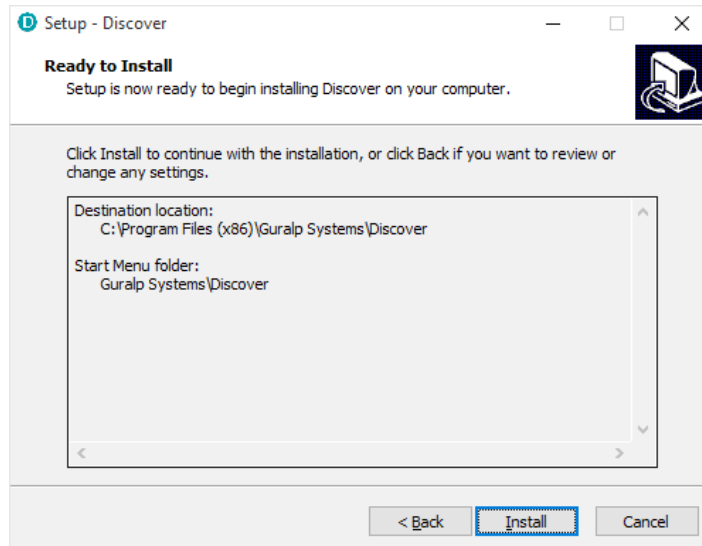 Setup - Discover
Ready to Install
Setup is now ready to begin installing Discover on your computer.
Click Install to continue with the installation, or click Back if you want to review or
change any settings.
Destination location:
C:\Program Files (x86)\Guralp Systems\Discover
Start Menu folder:
Guralp Systems\Discover
< Back Install Cancel